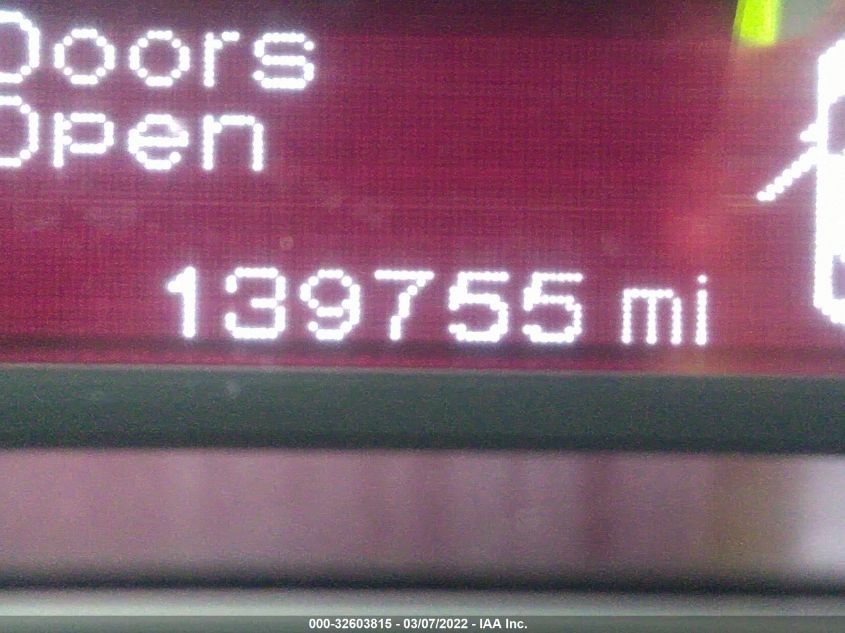 Doors
Open
139755 mi
000-32603815 - 03/07/2022 - IAA Inc.